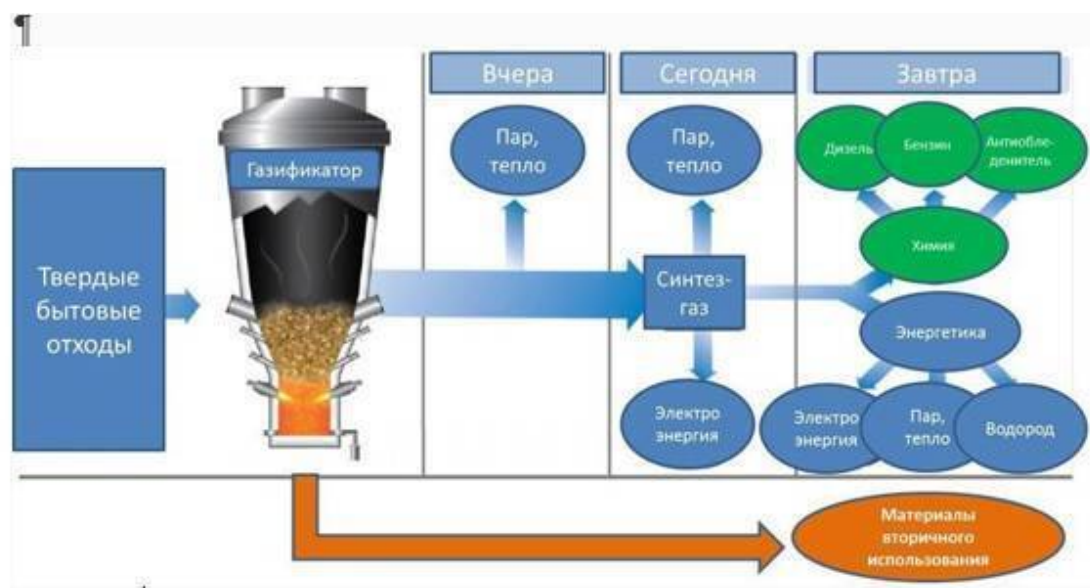 ¶
Вчера
Сегодня
Завтра
Твердые
бытовые
отходы
Газификатор
Пар,
тепло
Пар,
тепло
Синтез-
газ
Электро
энергия
Дизель
Бензин
Антиобле-
денитель
Химия
Энергетика
Электро
энергия
Пар,
тепло
Водород
Материалы
вторичного
использования